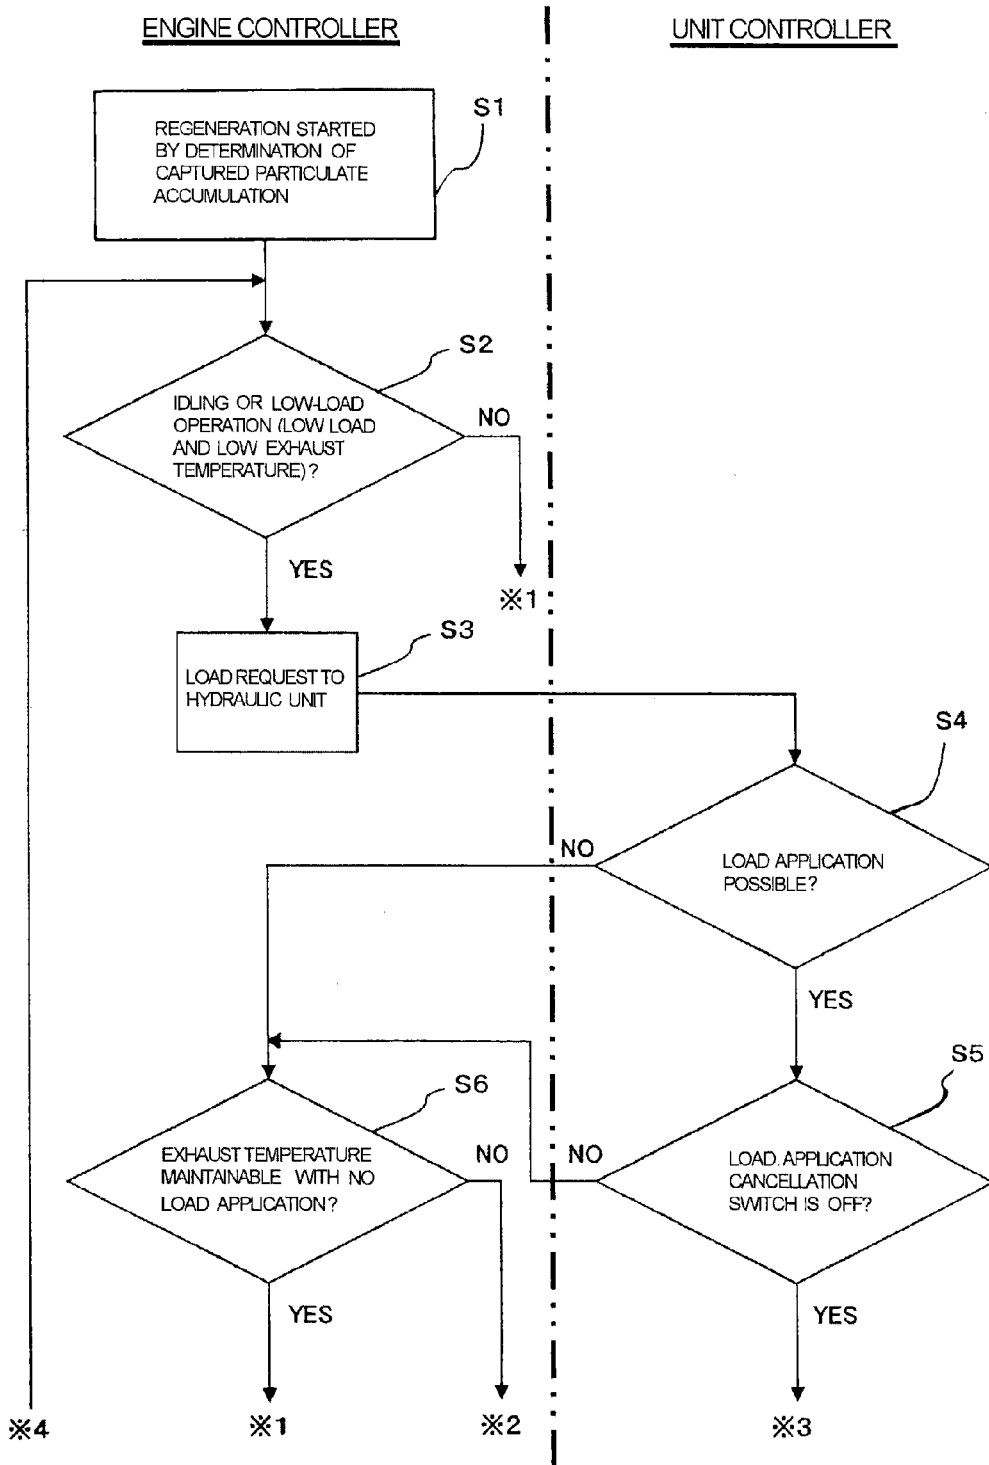 ENGINE CONTROLLER
UNIT CONTROLLER
S1
REGENERATION STARTED
BY DETERMINATION OF
CAPTURED PARTICULATE
ACCUMULATION
S2
IDLING OR LOW-LOAD
OPERATION (LOW LOAD
AND LOW EXHAUST
TEMPERATURE)?
NO
YES
※1
S3
LOAD REQUEST TO
HYDRAULIC UNIT
S4
NO
LOAD APPLICATION
POSSIBLE?
YES
S5
S6
EXHAUST TEMPERATURE
MAINTAINABLE WITH NO
LOAD APPLICATION?
NO
NO
LOAD APPLICATION
CANCELLATION
SWITCH IS OFF?
YES
YES
※4
※1
※2
※3